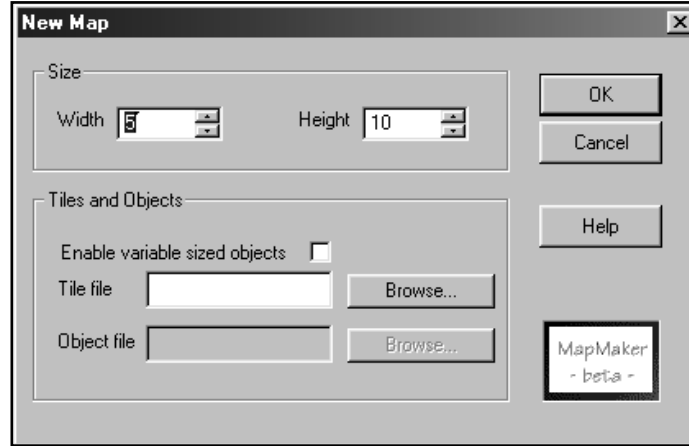 New Map
Size
Width 5 Height 10
OK
Cancel
Tiles and Objects
Help
Enable variable sized objects
Tile file Browse...
Object file Browse...
MapMaker
- beta -